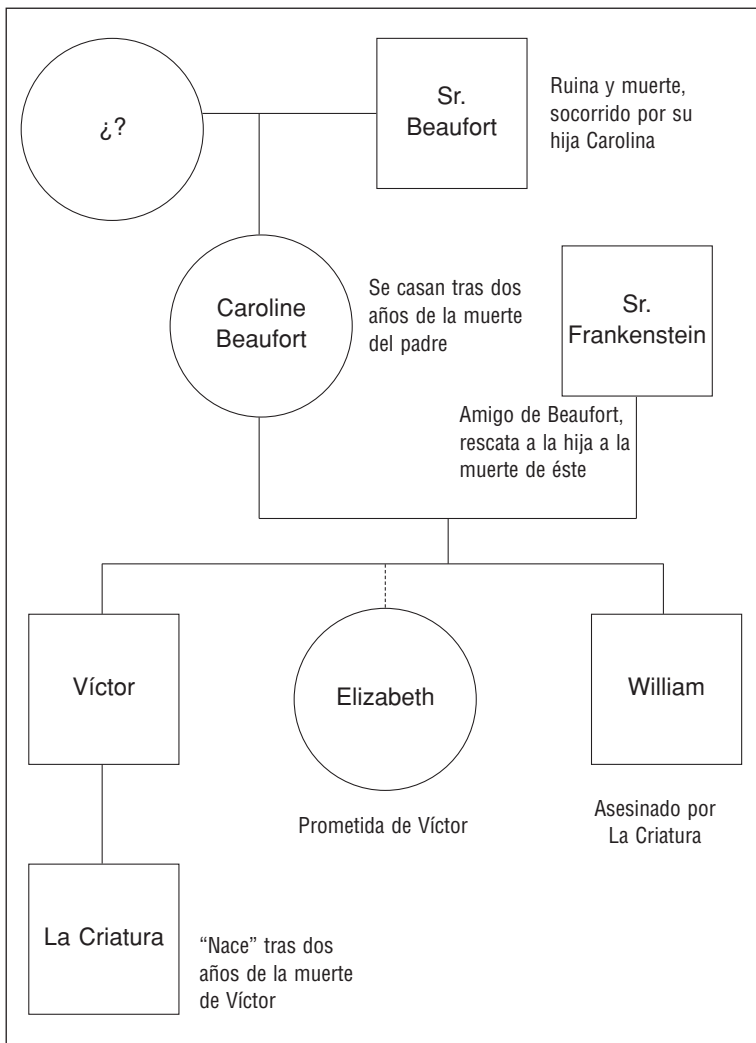 ¿?
Sr.
Beaufort
Ruina y muerte,
socorrido por su
hija Carolina
Caroline
Beaufort
Se casan tras dos
años de la muerte
del padre
Sr.
Frankenstein
Amigo de Beaufort,
rescata a la hija a la
muerte de éste
Víctor
Elizabeth
William
Prometida de Víctor
Asesinado por
La Criatura
La Criatura
“Nace” tras dos
años de la muerte
de Víctor